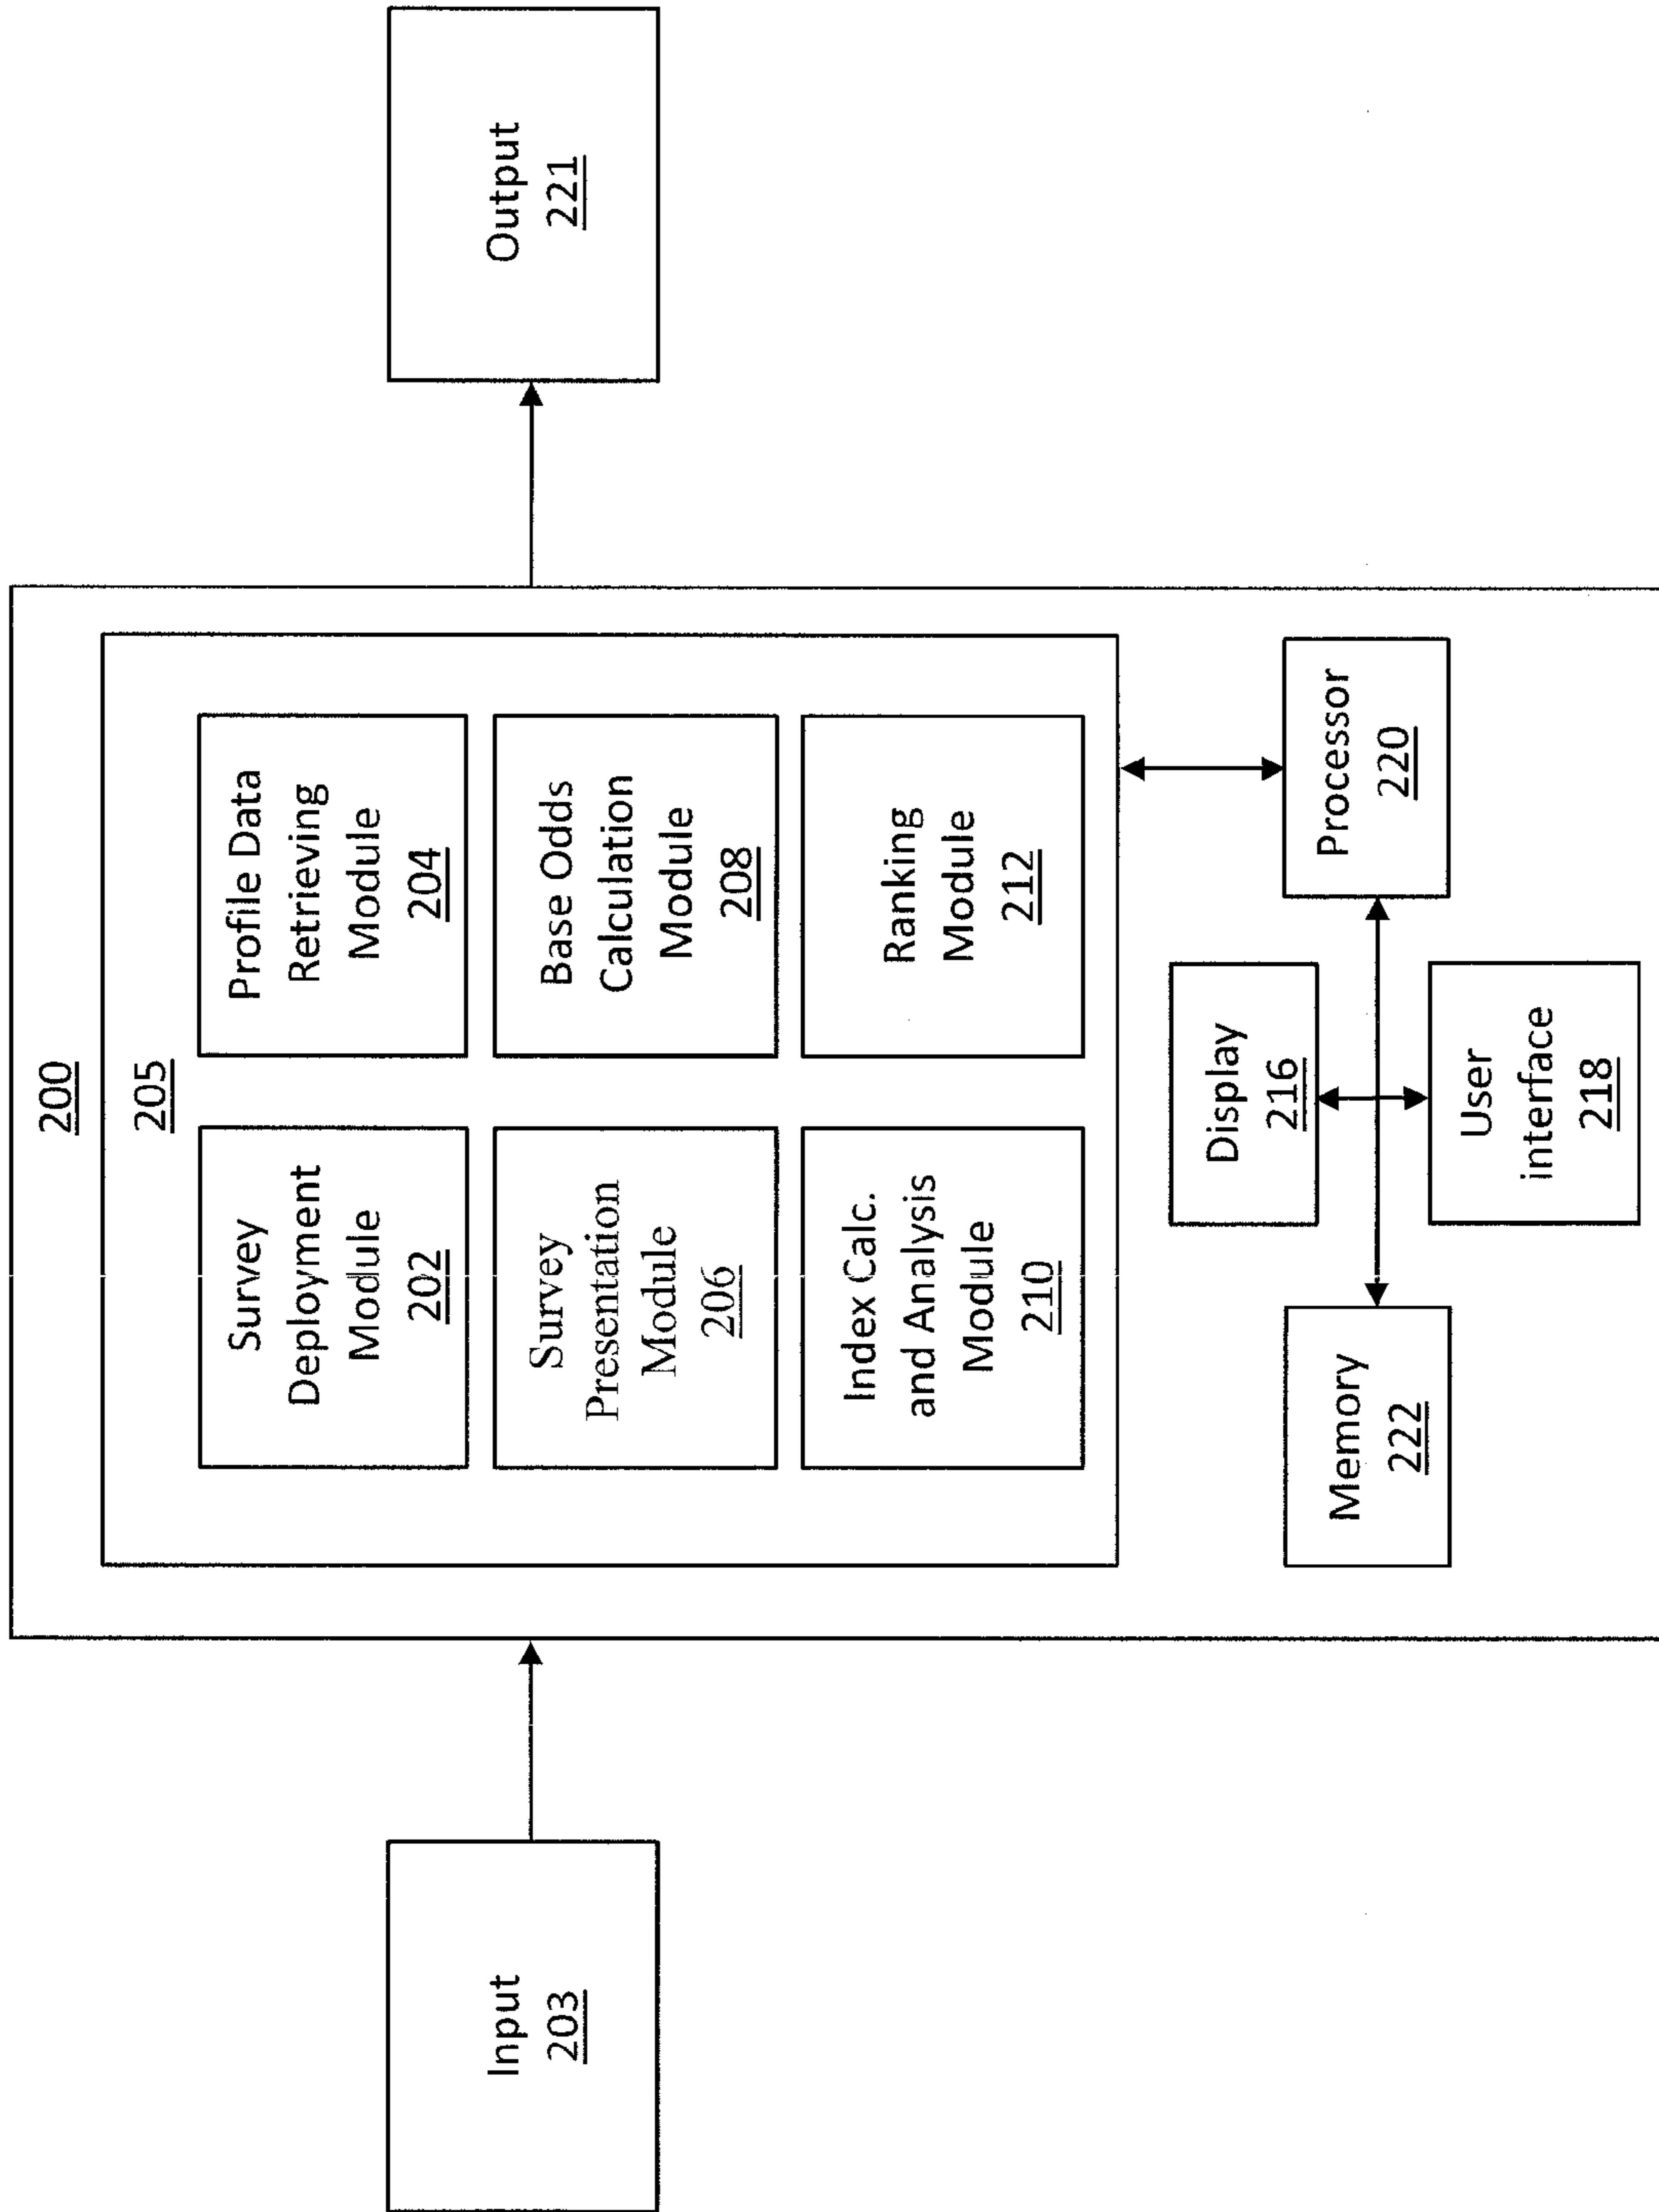 200
205
Survey
Deployment
Module
202
Profile Data
Retrieving
Module
204
Survey
Presentation
Module
206
Base Odds
Calculation
Module
208
Index Calc.
and Analysis
Module
210
Ranking
Module
212
Input
203
Output
221
Memory
222
Display
216
User
interface
218
Processor
220